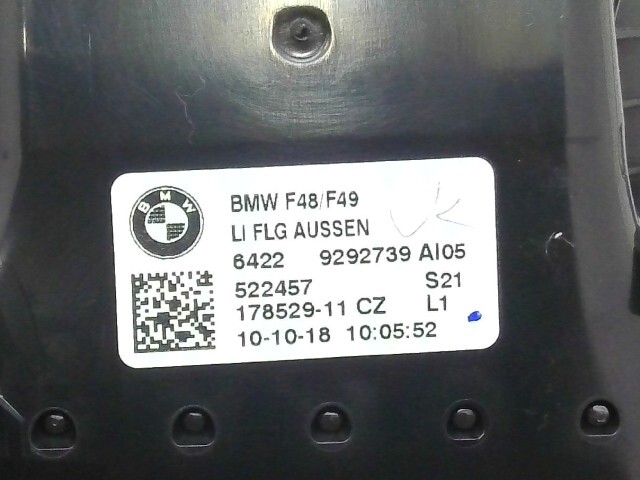 BMW
BMW F48/F49
LI FLG AUSSEN
6422 9292739 AI05
522457 S21
178529-11 CZ L1
10-10-18 10:05:52